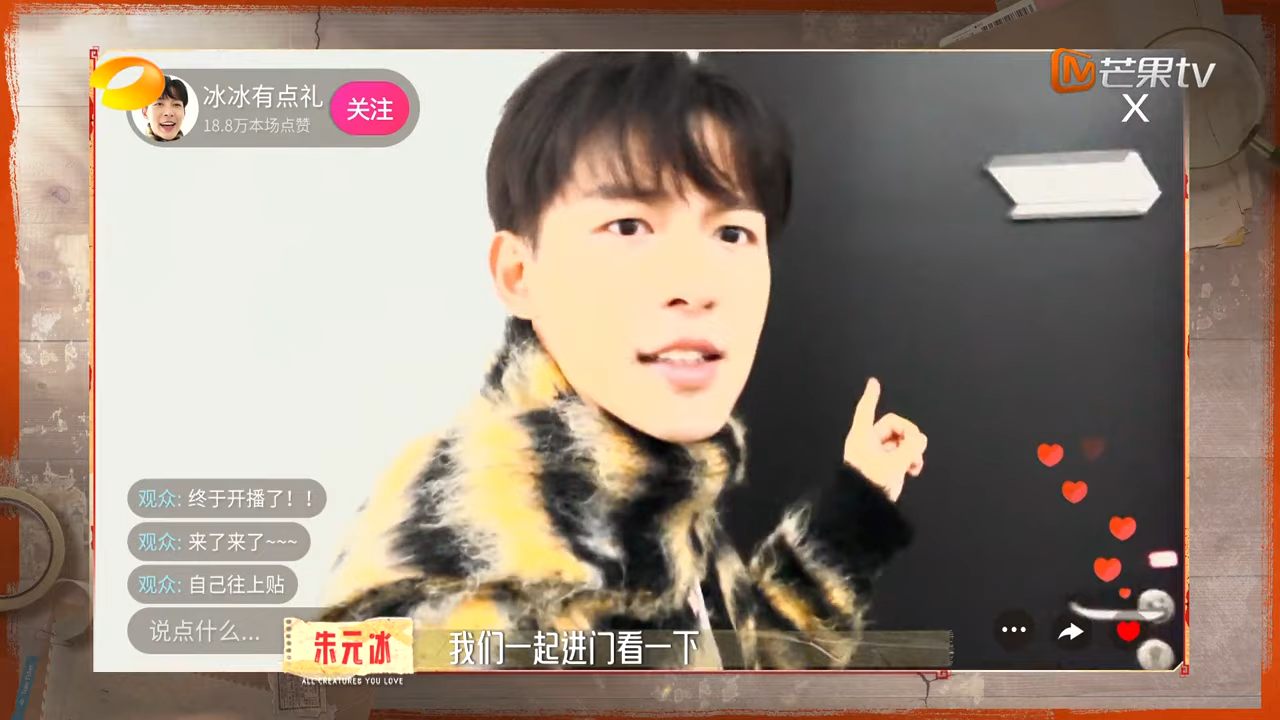 芒果tv
冰冰有点礼
18.8万本场点赞
关注
X
观众: 终于开播了！！
观众: 来了来了~~~
观众: 自己往上贴
说点什么...
朱元冰
我们一起进门看一下
ALL CREATURES YOU LOVE